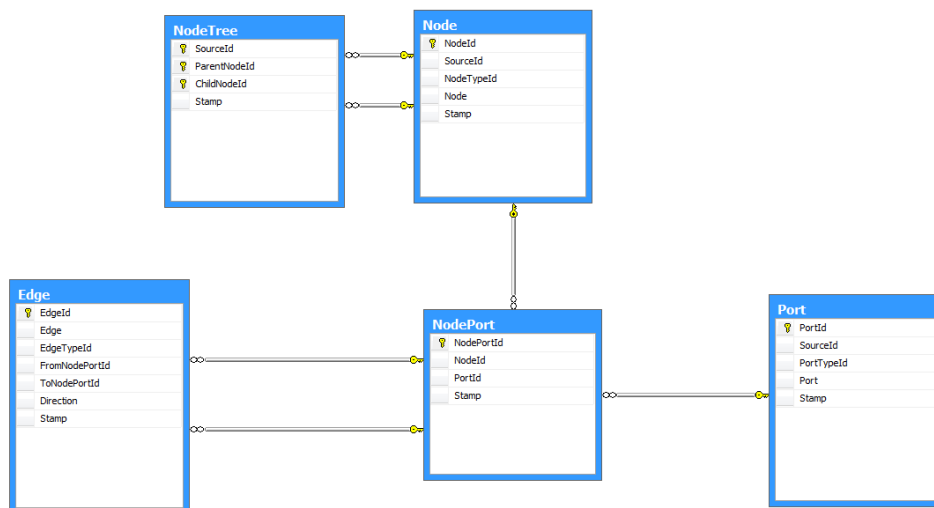 NodeTree
SourceId
ParentNodeId
ChildNodeId
Stamp
Node
NodeId
SourceId
NodeTypeId
Node
Stamp
Edge
EdgeId
Edge
EdgeTypeId
FromNodePortId
ToNodePortId
Direction
Stamp
NodePort
NodePortId
NodeId
PortId
Stamp
Port
PortId
SourceId
PortTypeId
Port
Stamp